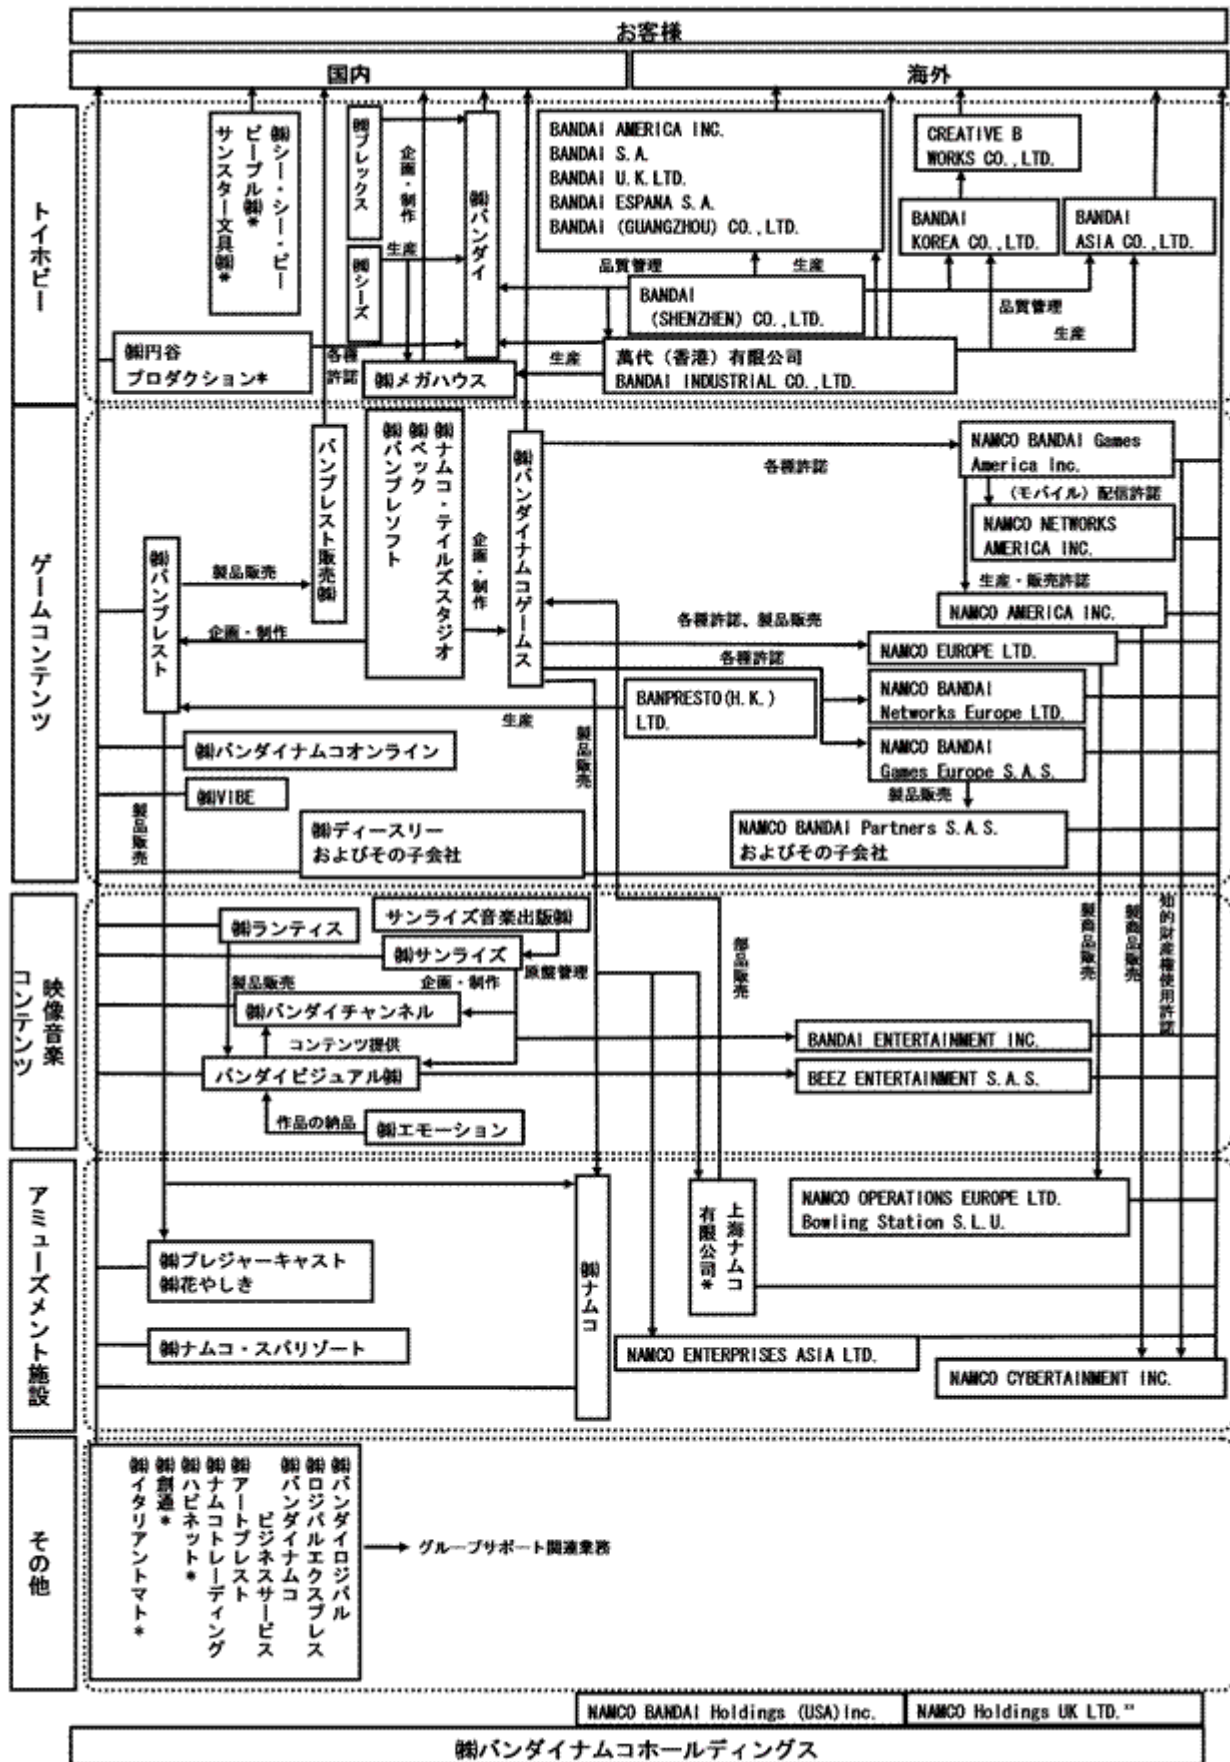 お客様
国内
海外
トイホビー
㈱シー・シー・ピー
ピープル㈱*
サンスター文具㈱*
㈱プレックス
企画・制作
㈱シーズ
生産
㈱バンダイ
BANDAI AMERICA INC.
BANDAI S.A.
BANDAI U.K.LTD.
BANDAI ESPANA S.A.
BANDAI (GUANGZHOU) CO.,LTD.
CREATIVE B
WORKS CO.,LTD.
BANDAI
KOREA CO.,LTD.
BANDAI
ASIA CO.,LTD.
品質管理
生産
BANDAI
(SHENZHEN) CO.,LTD.
品質管理
生産
㈱円谷
プロダクション*
各種
許諾
㈱メガハウス
生産
萬代（香港）有限公司
BANDAI INDUSTRIAL CO.,LTD.
ゲームコンテンツ
バンプレスト販売㈱
㈱ナムコ・テイルズスタジオ
㈱ベック
㈱バンプレソフト
企画・制作
㈱バンダイナムコゲームス
各種許諾
NAMCO BANDAI Games
America Inc.
（モバイル）配信許諾
NAMCO NETWORKS
AMERICA INC.
生産・販売許諾
NAMCO AMERICA INC.
㈱バンプレスト
製品販売
企画・制作
各種許諾、製品販売
NAMCO EUROPE LTD.
各種許諾
BANPRESTO(H.K.)
LTD.
生産
NAMCO BANDAI
Networks Europe LTD.
NAMCO BANDAI
Games Europe S.A.S.
製品販売
製品販売
㈱バンダイナムコオンライン
㈱VIBE
製品販売
㈱ディースリー
およびその子会社
NAMCO BANDAI Partners S.A.S.
およびその子会社
映像音楽
コンテンツ
㈱ランティス
サンライズ音楽出版㈱
㈱サンライズ
原盤管理
製品販売
企画・制作
㈱バンダイチャンネル
コンテンツ提供
バンダイビジュアル㈱
作品の納品
㈱エモーション
部品販売
製商品販売
製商品販売
知的財産権使用許諾
BANDAI ENTERTAINMENT INC.
BEEZ ENTERTAINMENT S.A.S.
アミューズメント施設
㈱プレジャーキャスト
㈱花やしき
㈱ナムコ・スパリゾート
㈱ナムコ
上海ナムコ
有限公司*
NAMCO OPERATIONS EUROPE LTD.
Bowling Station S.L.U.
NAMCO ENTERPRISES ASIA LTD.
NAMCO CYBERTAINMENT INC.
その他
㈱バンダイロジパル
㈱ロジパルエクスプレス
㈱バンダイナムコ
ビジネスサービス
㈱アートプレスト
㈱ナムコトレーディング
㈱ハピネット*
㈱創通*
㈱イタリアントマト*
グループサポート関連業務
NAMCO BANDAI Holdings (USA)Inc.
NAMCO Holdings UK LTD.
㈱バンダイナムコホールディングス